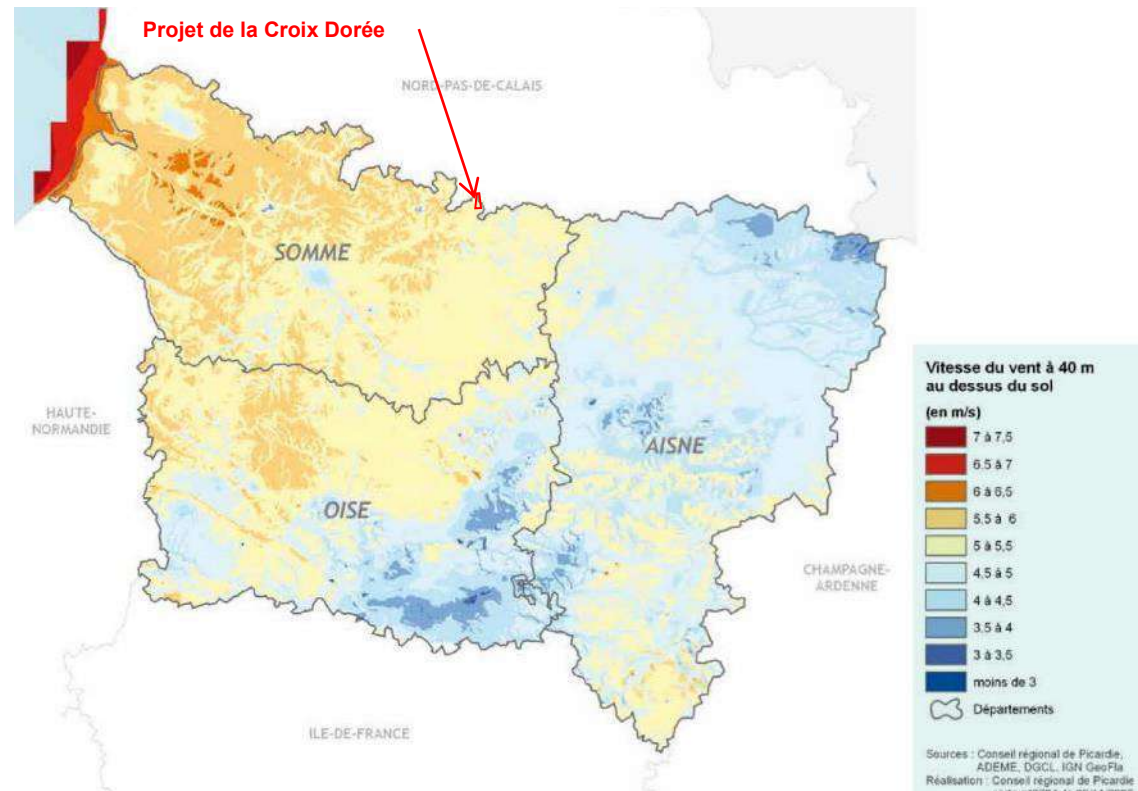 Projet de la Croix Dorée
NORD-PAS-DE-CALAIS
SOMME
HAUTE-
NORMANDIE
AISNE
OISE
CHAMPAGNE-
ARDENNE
ILE-DE-FRANCE
Vitesse du vent à 40 m
au dessus du sol
(en m/s)
7 à 7,5
6.5 à 7
6 à 6,5
5,5 à 6
5 à 5,5
4,5 à 5
4 à 4,5
3,5 à 4
3 à 3,5
moins de 3
Départements
Sources : Conseil régional de Picardie,
ADEME, DGCL, IGN GeoFla
Réalisation : Conseil régional de Picardie